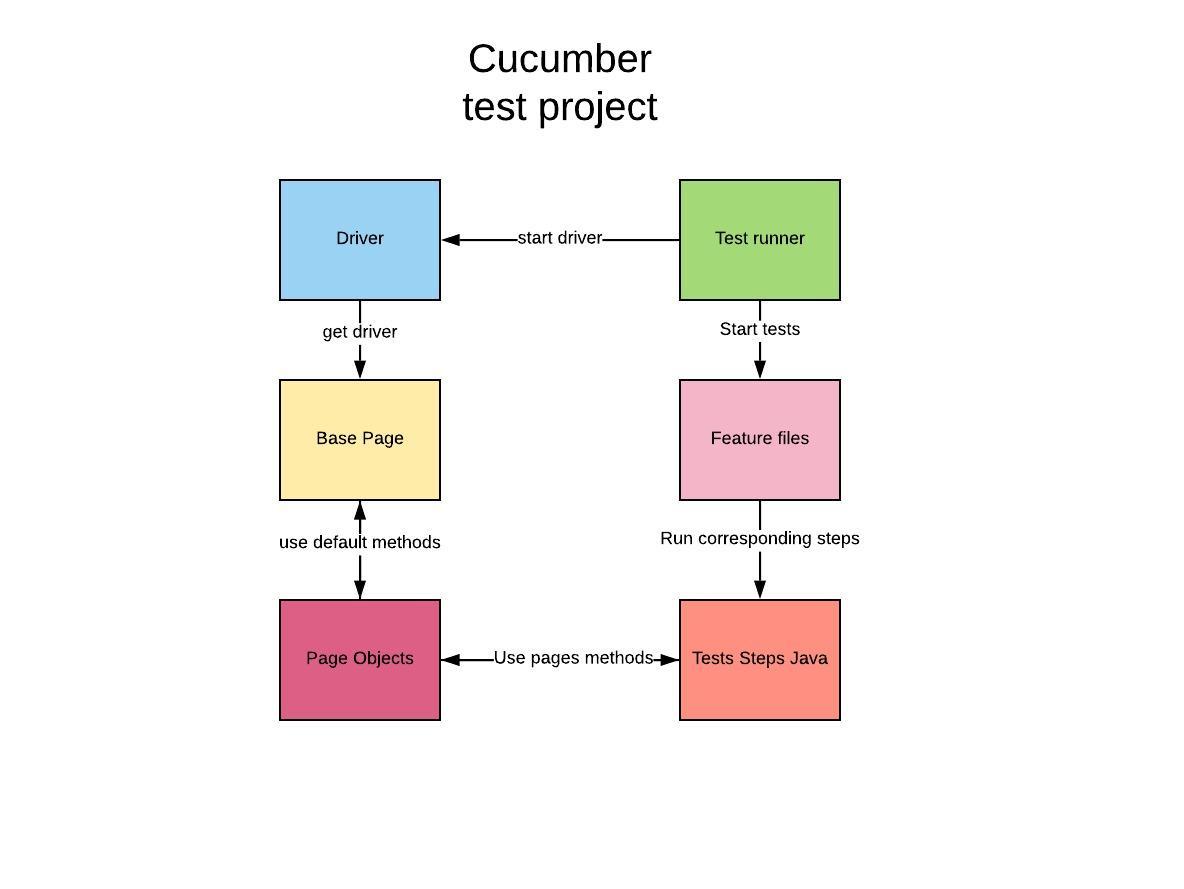 Cucumber
test project
Driver
start driver
Test runner
get driver
Start tests
Base Page
Feature files
use default methods
Run corresponding steps
Page Objects
Use pages methods
Tests Steps Java